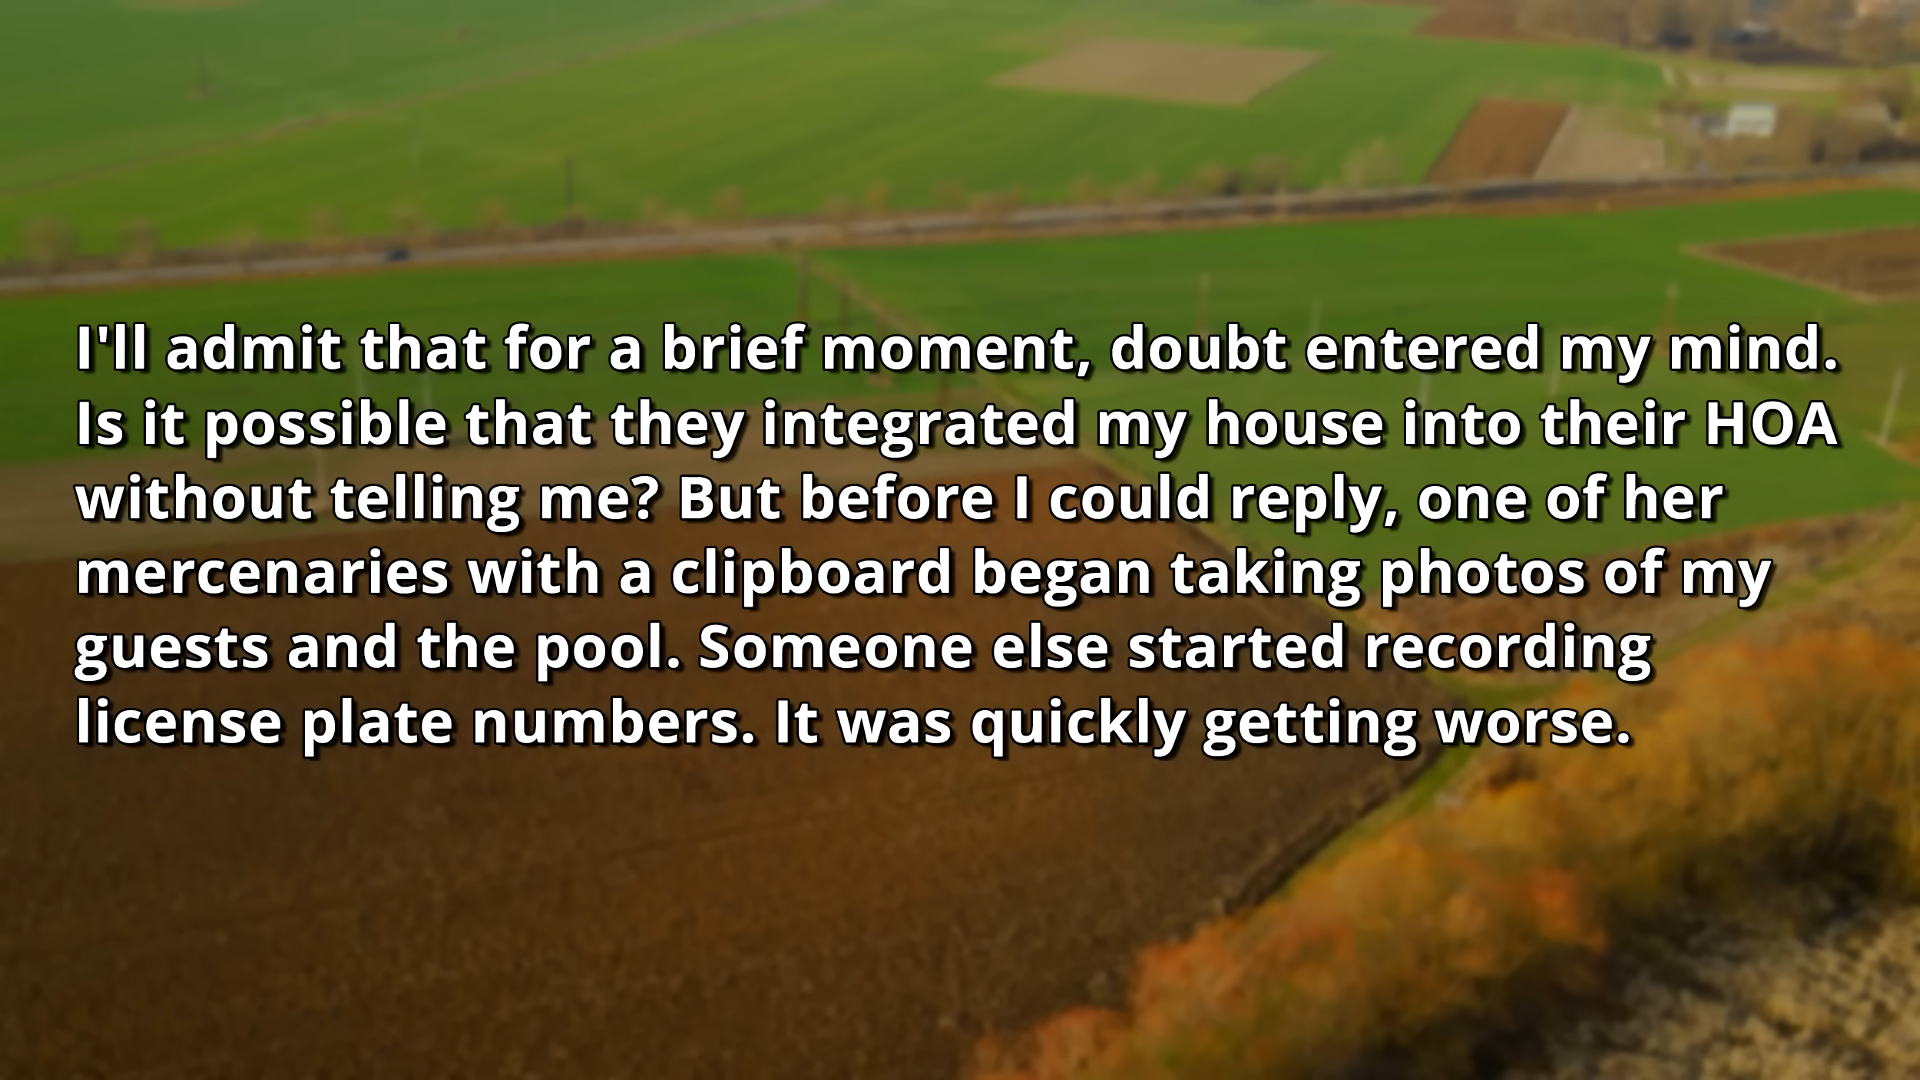 I'll admit that for a brief moment, doubt entered my mind.
Is it possible that they integrated my house into their HOA
without telling me? But before I could reply, one of her
mercenaries with a clipboard began taking photos of my
guests and the pool. Someone else started recording
license plate numbers. It was quickly getting worse.